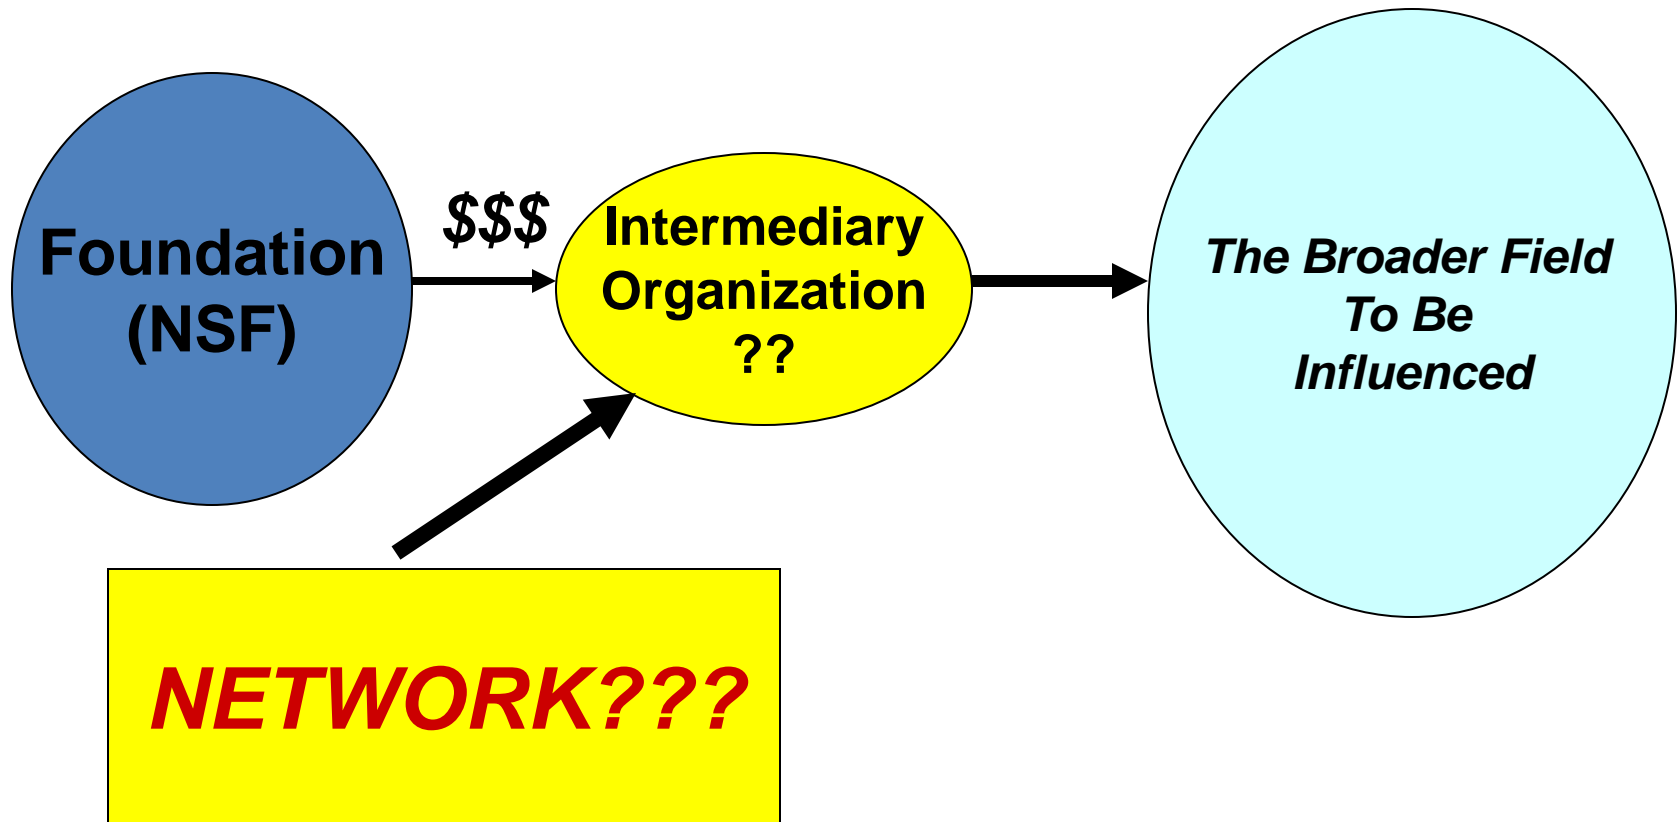 Foundation
(NSF)
$$$
Intermediary
Organization
??
The Broader Field
To Be
Influenced
NETWORK???